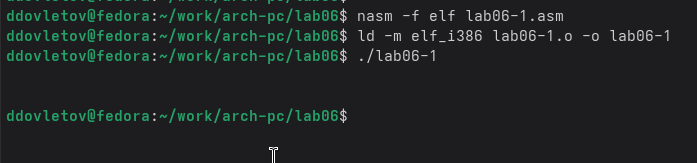 ddovletov@fedora:~/work/arch-pc/lab06$ nasm -f elf lab06-1.asm
ddovletov@fedora:~/work/arch-pc/lab06$ ld -m elf_i386 lab06-1.o -o lab06-1
ddovletov@fedora:~/work/arch-pc/lab06$ ./lab06-1
ddovletov@fedora:~/work/arch-pc/lab06$